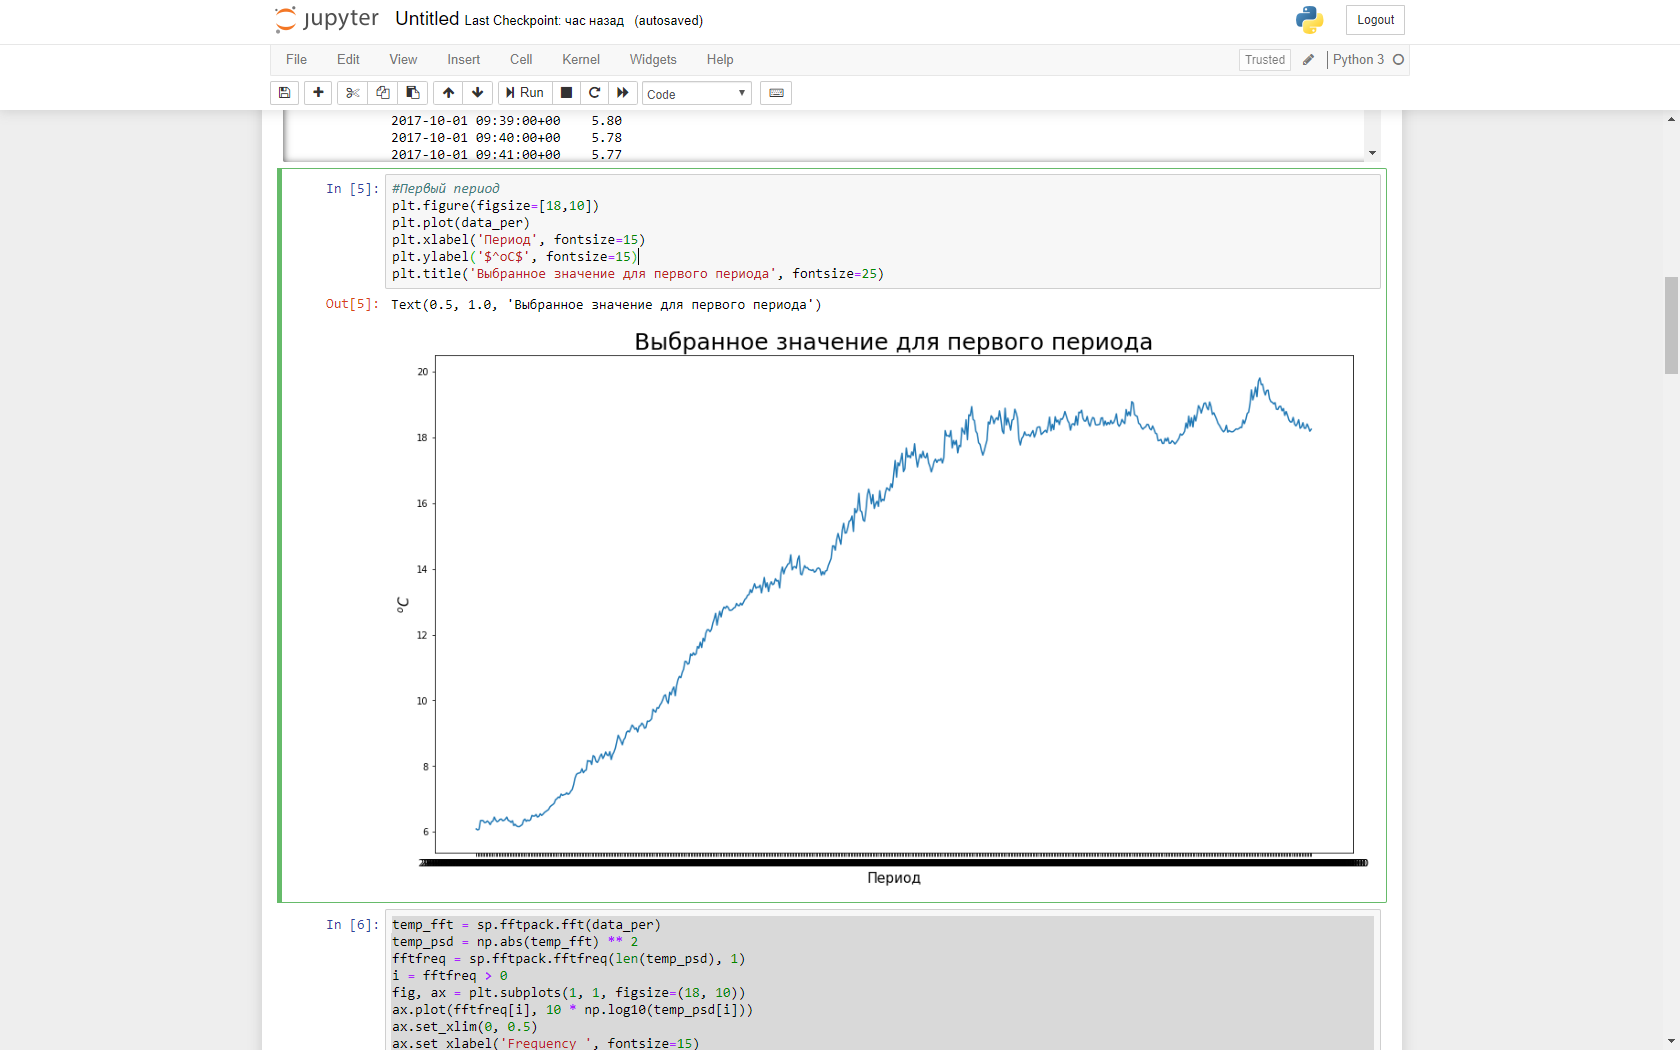 jupyter Untitled Last Checkpoint: час назад (autosaved) Logout
File Edit View Insert Cell Kernel Widgets Help Trusted Python 3
Run Code
2017-10-01 09:39:00+00 5.80
2017-10-01 09:40:00+00 5.78
2017-10-01 09:41:00+00 5.77
In [5]: #Первый период
plt.figure(figsize=[18,10])
plt.plot(data_per)
plt.xlabel('Период', fontsize=15)
plt.ylabel('$^oC$', fontsize=15)
plt.title('Выбранное значение для первого периода', fontsize=25)
Out[5]: Text(0.5, 1.0, 'Выбранное значение для первого периода')
Выбранное значение для первого периода
20
18
16
14
12
10
8
6
°C
Период
In [6]: temp_fft = sp.fftpack.fft(data_per)
temp_psd = np.abs(temp_fft) ** 2
fftfreq = sp.fftpack.fftfreq(len(temp_psd), 1)
i = fftfreq > 0
fig, ax = plt.subplots(1, 1, figsize=(18, 10))
ax.plot(fftfreq[i], 10 * np.log10(temp_psd[i]))
ax.set_xlim(0, 0.5)
ax.set_xlabel('Frequency ', fontsize=15)